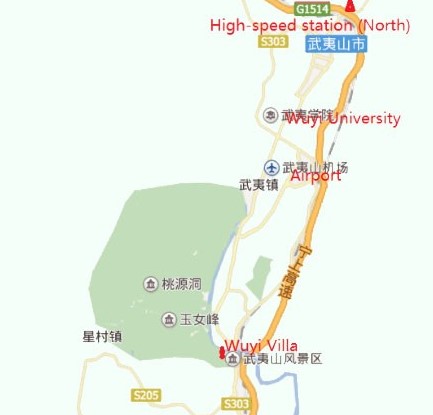 G1514
High-speed station (North)
S303
武夷山市
武夷学院
Wuyi University
武夷山机场
Airport
武夷镇
宁上高速
桃源洞
玉女峰
星村镇
Wuyi Villa
武夷山风景区
S205
S303